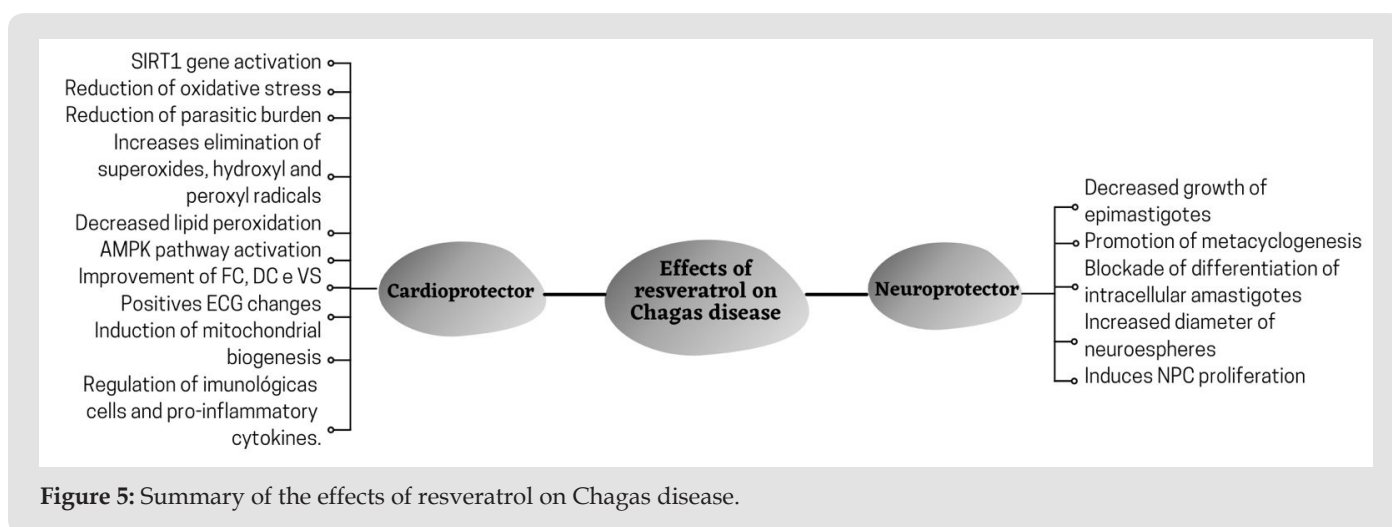 SIRT1 gene activation
Reduction of oxidative stress
Reduction of parasitic burden
Increases elimination of
superoxides, hydroxyl and
peroxyl radicals
Decreased lipid peroxidation
AMPK pathway activation
Improvement of FC, DC e VS
Positives ECG changes
Induction of mitochondrial
biogenesis
Regulation of imunológicas
cells and pro-inflammatory
cytokines.
Cardioprotector
Effects of
resveratrol on
Chagas disease
Neuroprotector
Decreased growth of
epimastigotes
Promotion of metacyclogenesis
Blockade of differentiation of
intracellular amastigotes
Increased diameter of
neuroespheres
Induces NPC proliferation
Figure 5: Summary of the effects of resveratrol on Chagas disease.